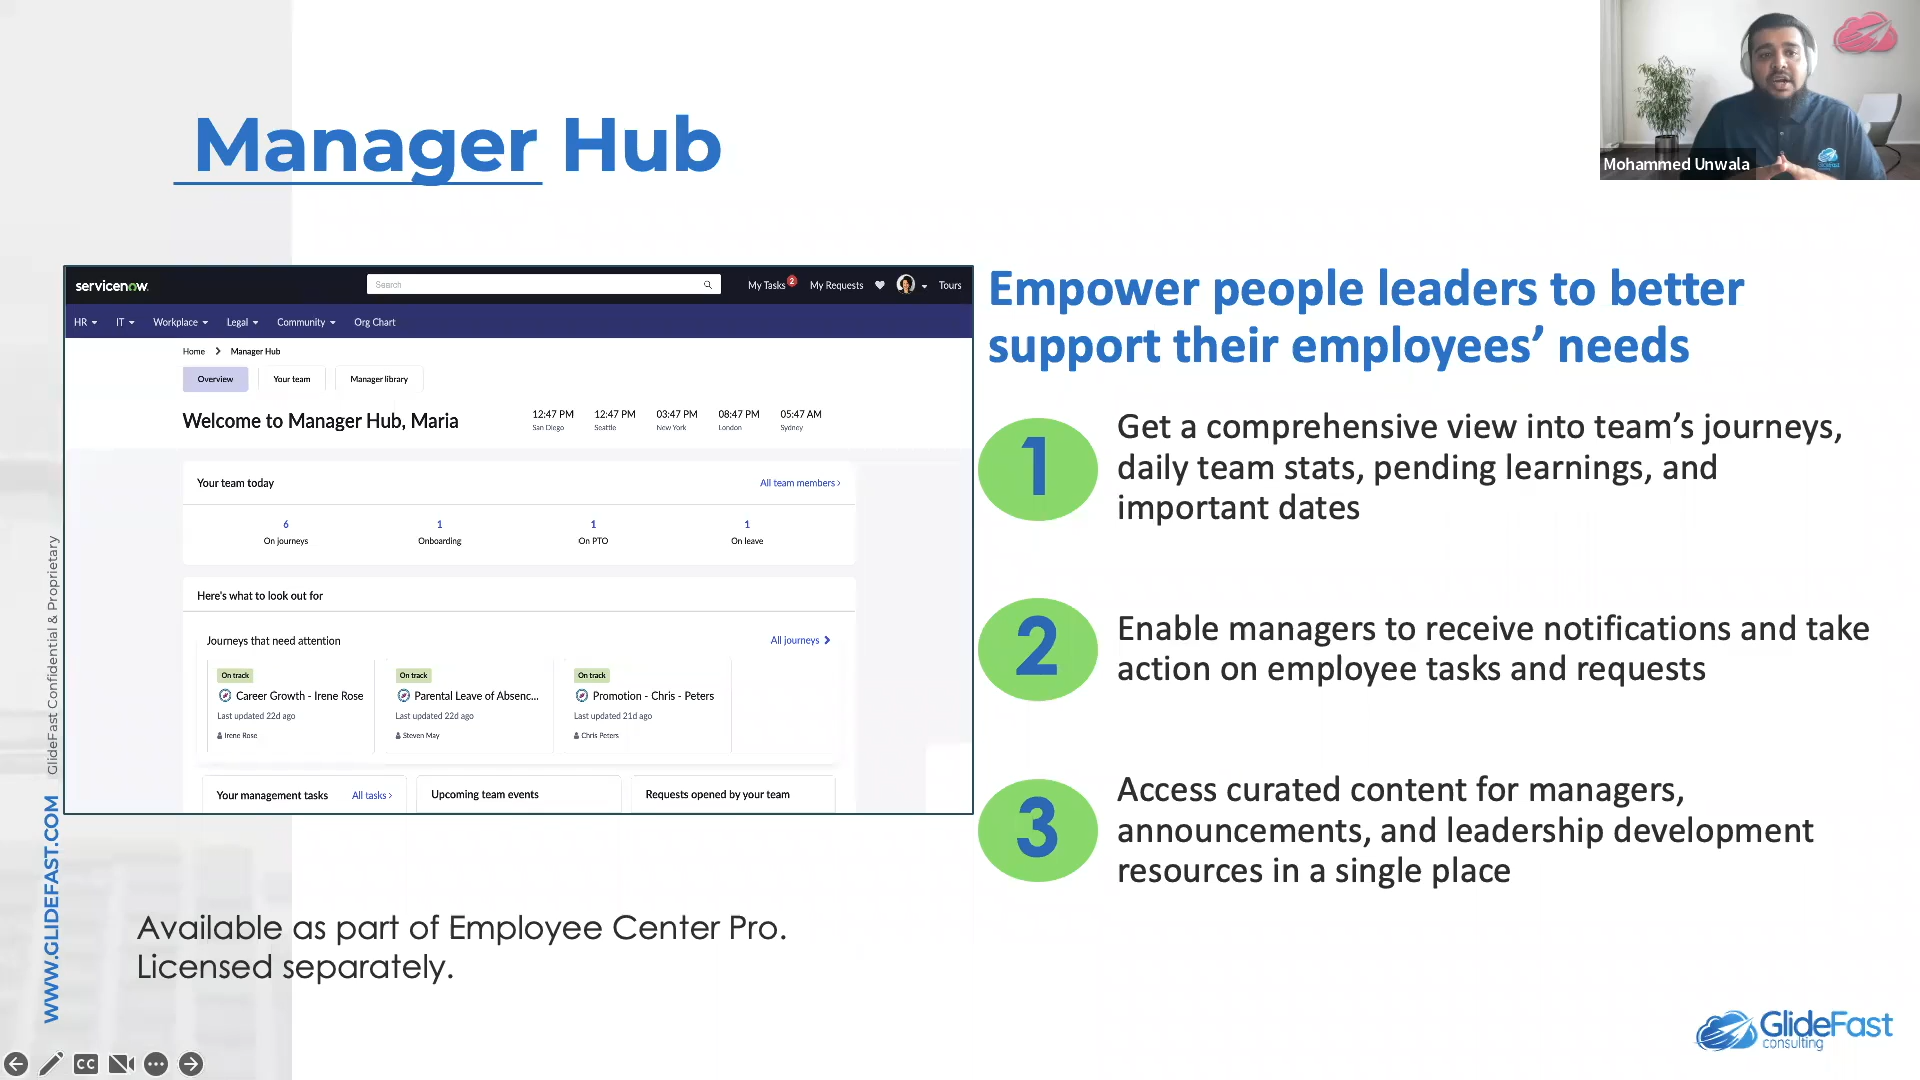 Manager Hub
Mohammed Unwala
servicenow.
Search
My Tasks 2
My Requests
Tours
HR
IT
Workplace
Legal
Community
Org Chart
Home > Manager Hub
Overview
Your team
Manager library
Welcome to Manager Hub, Maria
12:47 PM 12:47 PM 03:47 PM 08:47 PM 05:47 AM
San Diego Seattle New York London Sydney
Your team today
All team members >
6 1 1 1
On journeys Onboarding On PTO On leave
Here's what to look out for
Journeys that need attention
All journeys >
On track On track On track
Career Growth - Irene Rose Parental Leave of Absenc... Promotion - Chris - Peters
Last updated 22d ago Last updated 22d ago Last updated 21d ago
Irene Rose Steven May Chris Peters
Your management tasks All tasks > Upcoming team events Requests opened by your team
Empower people leaders to better
support their employees’ needs
1
Get a comprehensive view into team’s journeys,
daily team stats, pending learnings, and
important dates
2
Enable managers to receive notifications and take
action on employee tasks and requests
3
Access curated content for managers,
announcements, and leadership development
resources in a single place
Available as part of Employee Center Pro.
Licensed separately.
WWW.GLIDEFAST.COM GlideFast Confidential & Proprietary
CC
GlideFast
consulting